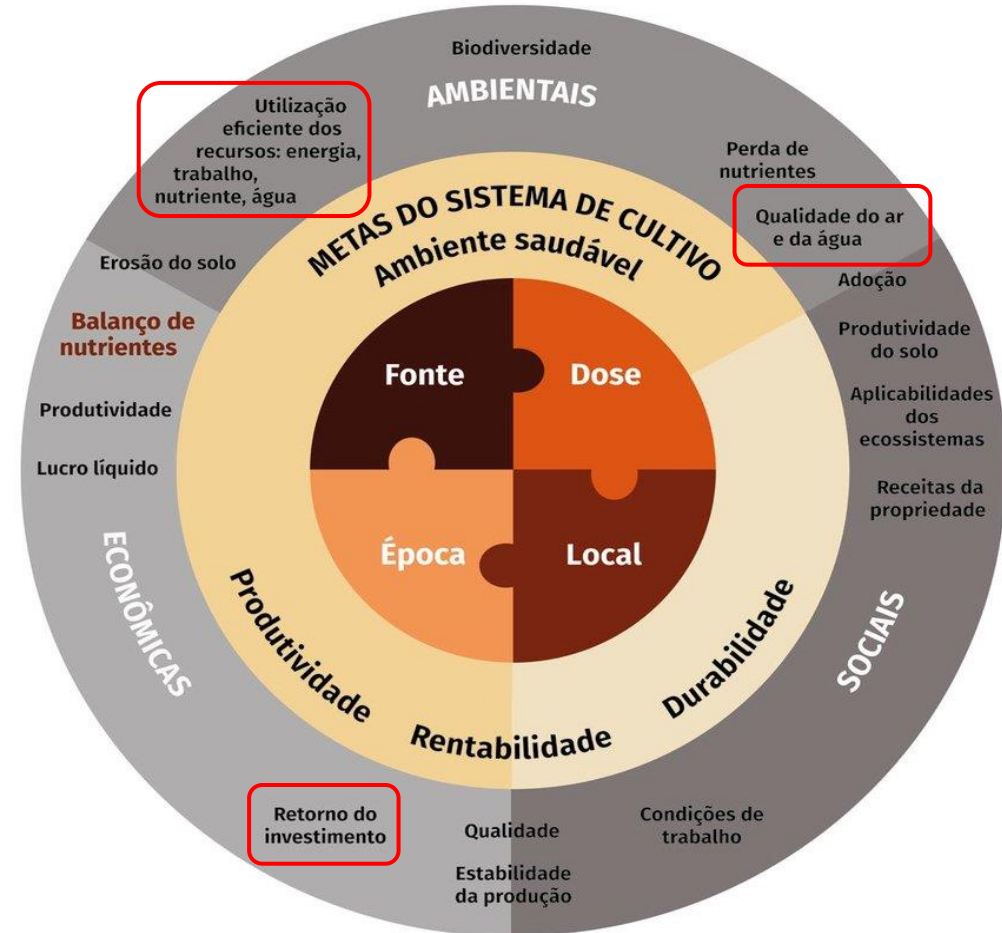 Biodiversidade
AMBIENTAIS
Utilização
eficiente dos
recursos: energia,
trabalho,
nutriente, água
Perda de
nutrientes
Qualidade do ar
e da água
Erosão do solo
Adoção
METAS DO SISTEMA DE CULTIVO
Ambiente saudável
Balanço de
nutrientes
Produtividade
Lucro líquido
ECONÔMICAS
Produtividade
do solo
Aplicabilidades
dos
ecossistemas
Receitas da
propriedade
SOCIAIS
Fonte
Dose
Época
Local
Produtividade
Rentabilidade
Durabilidade
Retorno do
investimento
Qualidade
Estabilidade
da produção
Condições de
trabalho